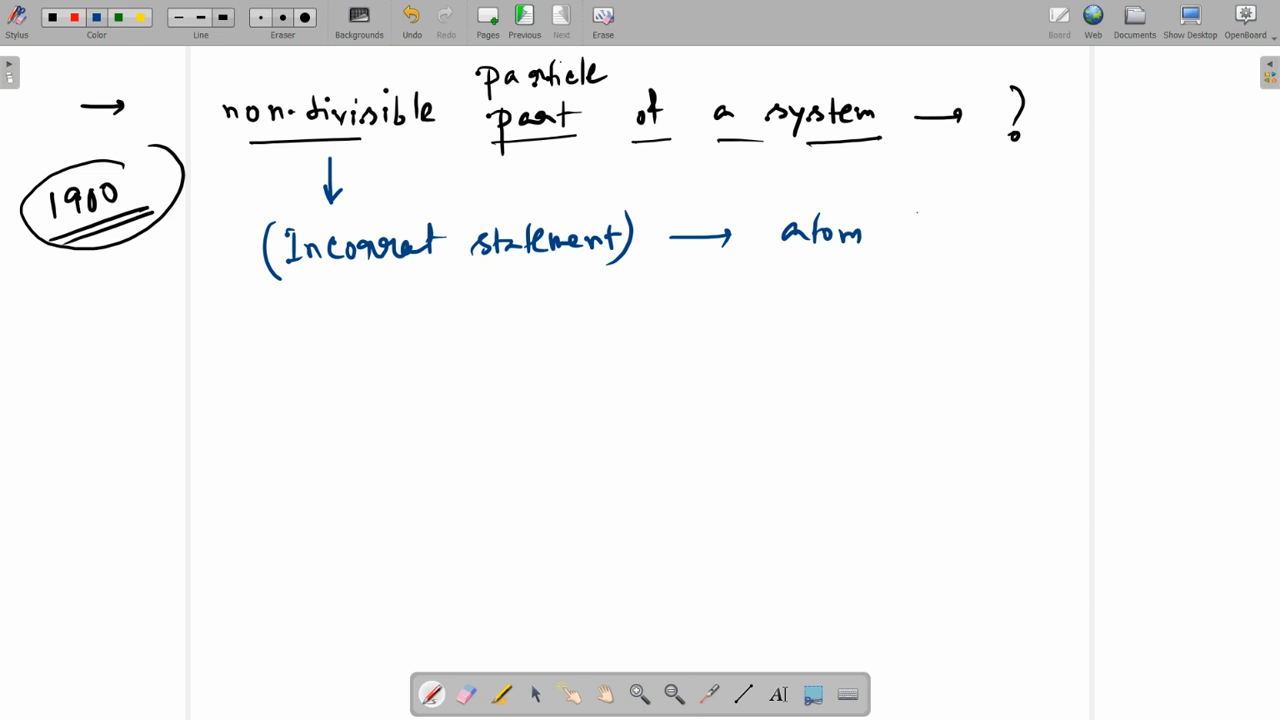 Stylus
Color
Line
Eraser
Backgrounds
Undo
Redo
Pages
Previous
Next
Erase
Board
Web
Documents
Show Desktop
OpenBoard
particle
→ non-divisible part of a system → ?
1900
(Incorrect statement) → atom